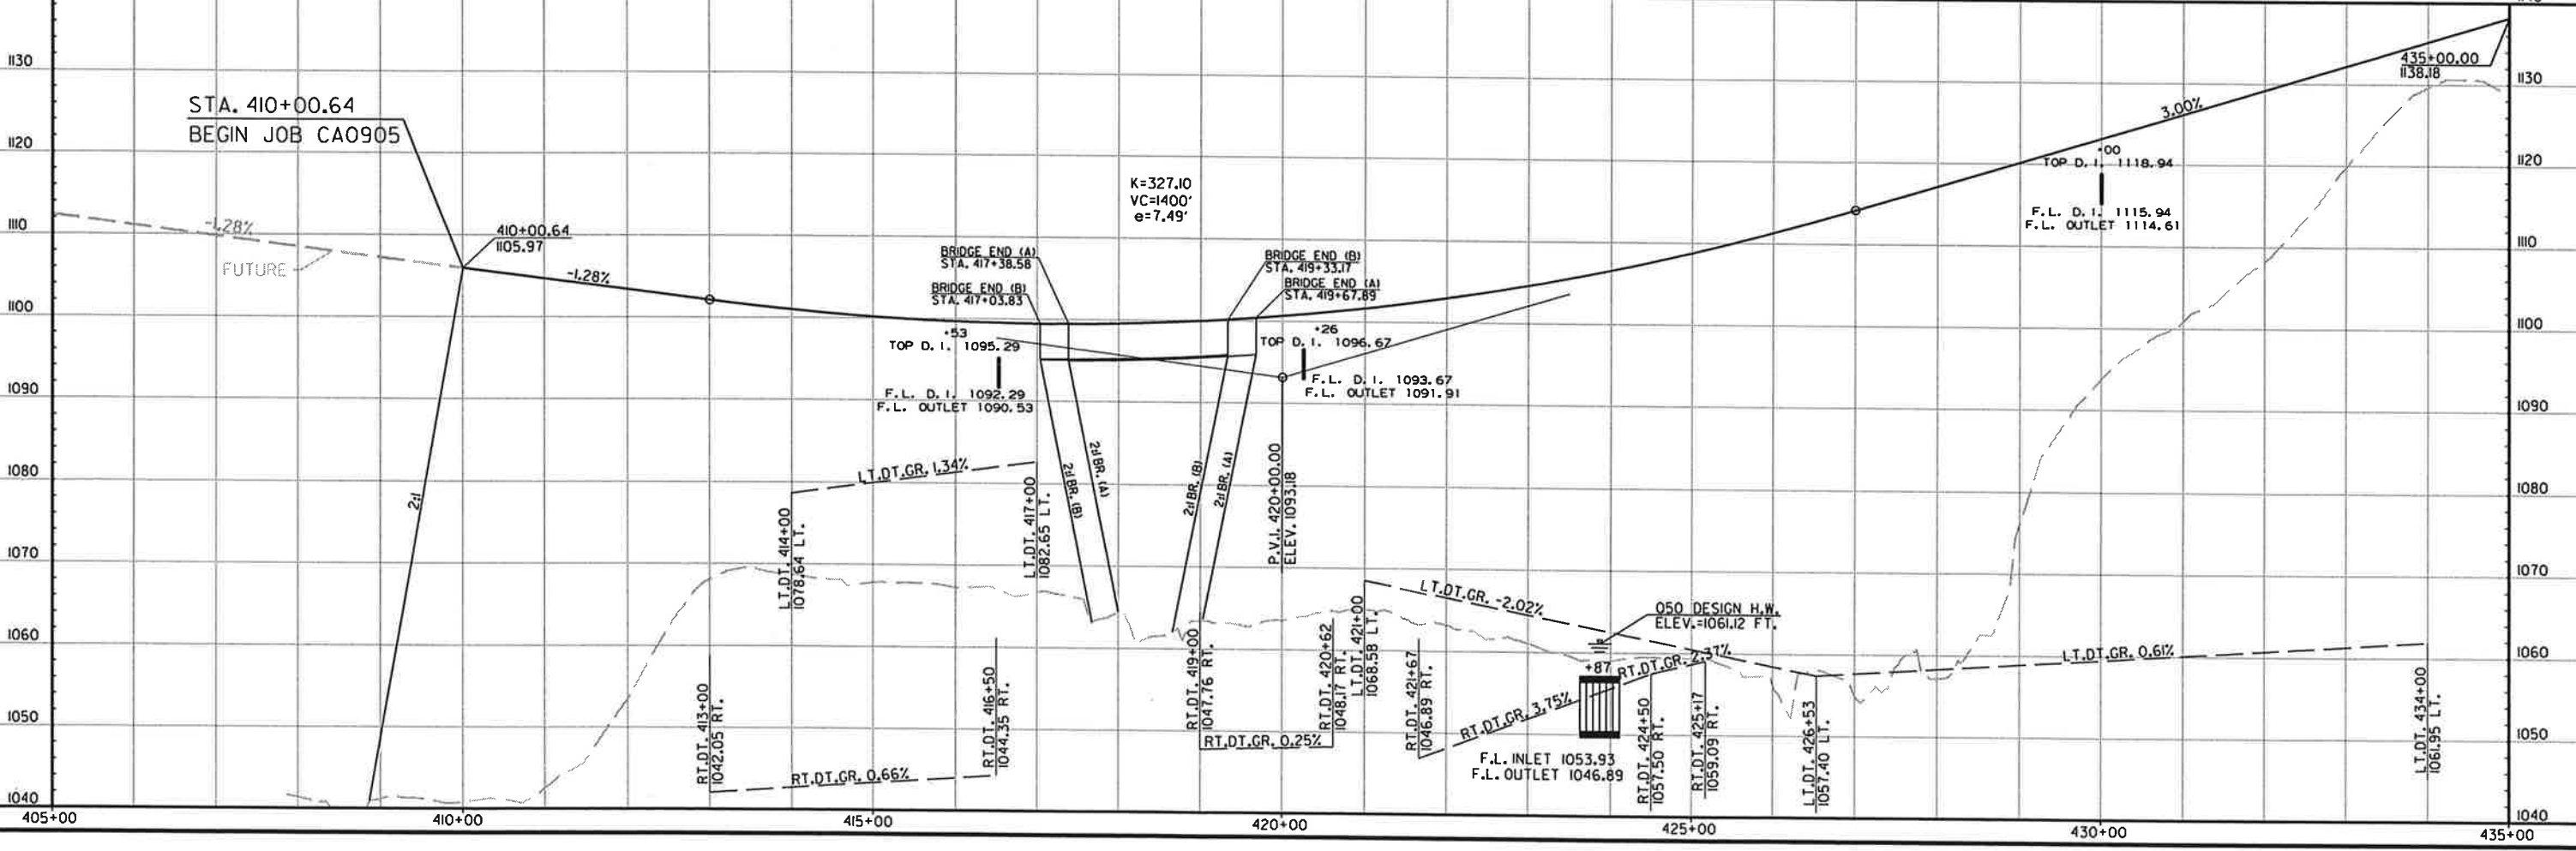 1130
1120
1110
1100
1090
1080
1070
1060
1050
1040
STA. 410+00.64
BEGIN JOB CA0905
-1.28%
FUTURE
410+00.64
1105.97
-1.28%
2:1
K=327.10
VC=1400'
e=7.49'
BRIDGE END (A)
STA. 417+38.58
BRIDGE END (B)
STA. 417+03.83
BRIDGE END (B)
STA. 419+33.17
BRIDGE END (A)
STA. 419+67.89
+53
TOP D. I. 1095.29
F.L. D. I. 1092.29
F.L. OUTLET 1090.53
+26
TOP D. I. 1096.67
F.L. D. I. 1093.67
F.L. OUTLET 1091.91
2:1 BR. (B)
2:1 BR. (A)
2:1 BR. (B)
2:1 BR. (A)
P.V.I. 420+00.00
ELEV. 1093.18
3.00%
435+00.00
1138.18
+00
TOP D. I. 1118.94
F.L. D. I. 1115.94
F.L. OUTLET 1114.61
LT.DT.GR. 1.34%
LT.DT. 414+00
1078.64 LT.
LT.DT. 417+00
1082.65 LT.
RT.DT. 413+00
1042.05 RT.
RT.DT.GR. 0.66%
RT.DT. 416+50
1044.35 RT.
RT.DT. 419+00
1047.76 RT.
RT.DT.GR. 0.25%
RT.DT. 420+62
1048.17 RT.
LT.DT. 421+00
1068.58 LT.
LT.DT.GR. -2.02%
RT.DT. 421+67
1046.89 RT.
RT.DT.GR. 3.75%
050 DESIGN H.W.
ELEV.=1061.12 FT.
+87
RT.DT.GR. 2.37%
F.L. INLET 1053.93
F.L. OUTLET 1046.89
RT.DT. 424+50
1057.50 RT.
RT.DT. 425+17
1059.09 RT.
LT.DT. 426+53
1057.40 LT.
LT.DT.GR. 0.61%
LT.DT. 434+00
1061.95 LT.
1130
1120
1110
1100
1090
1080
1070
1060
1050
1040
405+00
410+00
415+00
420+00
425+00
430+00
435+00